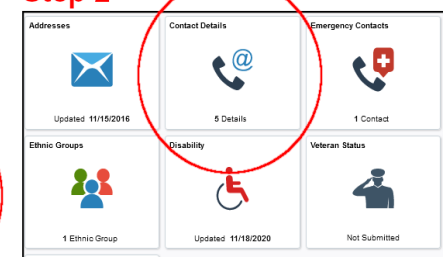 Step 2
Addresses
Contact Details
Emergency Contacts
@
Updated 11/15/2016
5 Details
1 Contact
Ethnic Groups
Disability
Veteran Status
1 Ethnic Group
Updated 11/18/2020
Not Submitted